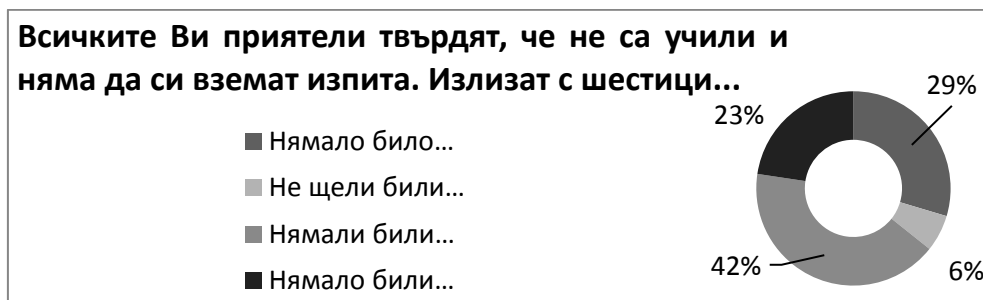 Всичките Ви приятели твърдят, че не са учили и
няма да си вземат изпита. Излизат с шестици...
Нямало било...
Не щели били...
Нямали били...
Нямало били...
29%
23%
42%
6%